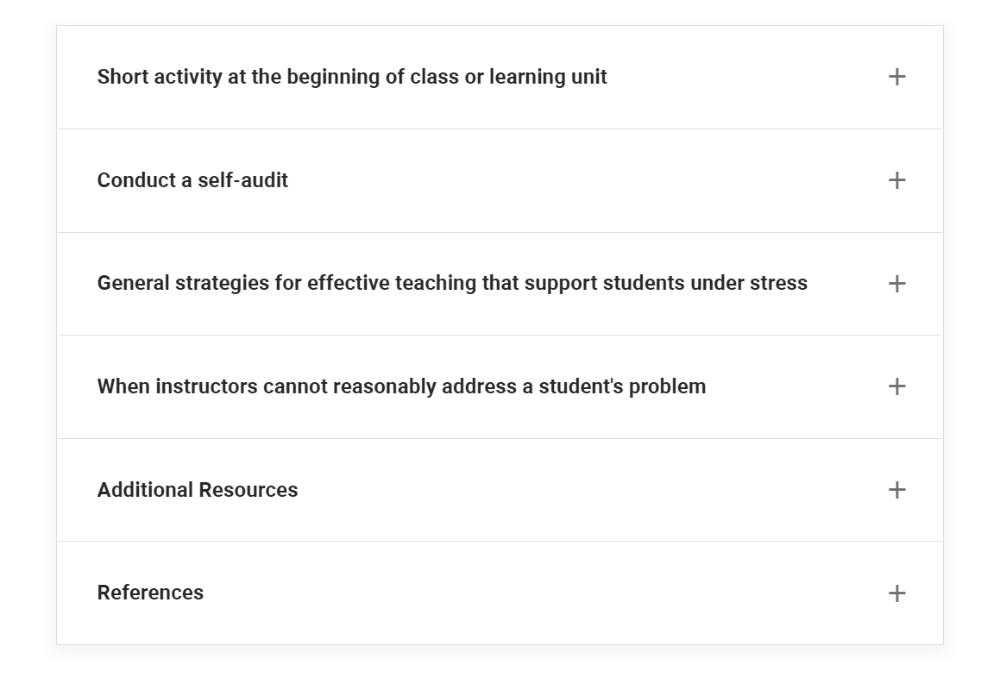 Short activity at the beginning of class or learning unit
Conduct a self-audit
General strategies for effective teaching that support students under stress
When instructors cannot reasonably address a student's problem
Additional Resources
References